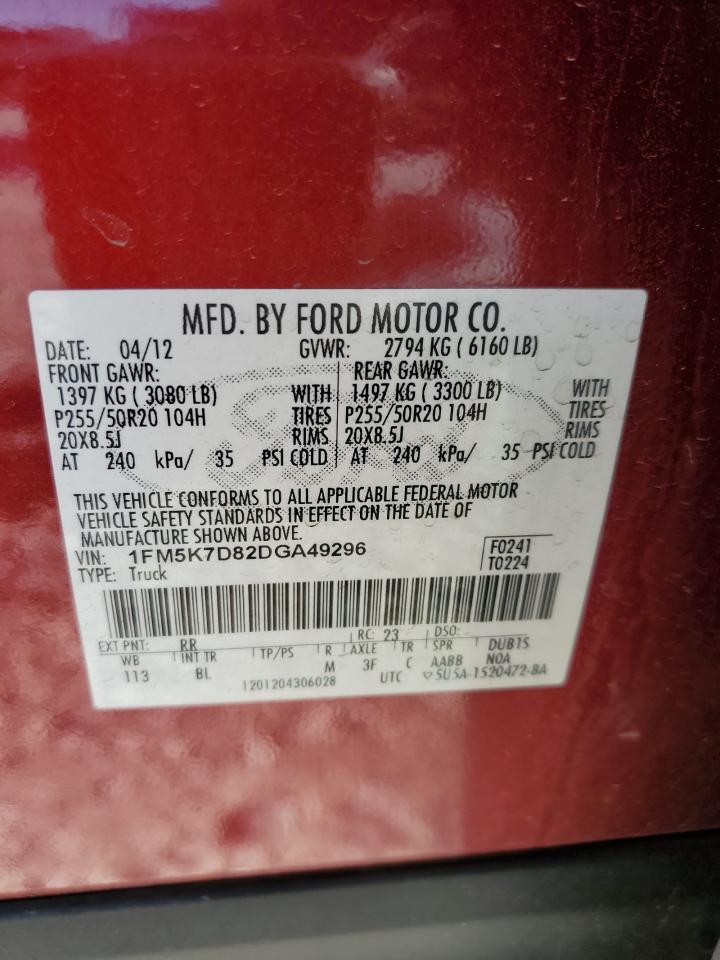 MFD. BY FORD MOTOR CO.
DATE: 04/12 GVWR: 2794 KG ( 6160 LB)
FRONT GAWR: REAR GAWR:
1397 KG ( 3080 LB) WITH 1497 KG ( 3300 LB) WITH
P255/50R20 104H TIRES P255/50R20 104H TIRES
20X8.5J RIMS 20X8.5J RIMS
AT 240 kPa/ 35 PSI COLD AT 240 kPa/ 35 PSI COLD
THIS VEHICLE CONFORMS TO ALL APPLICABLE FEDERAL MOTOR
VEHICLE SAFETY STANDARDS IN EFFECT ON THE DATE OF
MANUFACTURE SHOWN ABOVE.
VIN: 1FM5K7D82DGA49296 F0241
TYPE: Truck T0224
EXT PNT: RR RC: 23 DSO:
WB INT TR TP/PS R AXLE TR SPR DUB1S
113 BL M 3F C AABB N0A
1201204306028 UTC ▽5U5A-1520472-BA